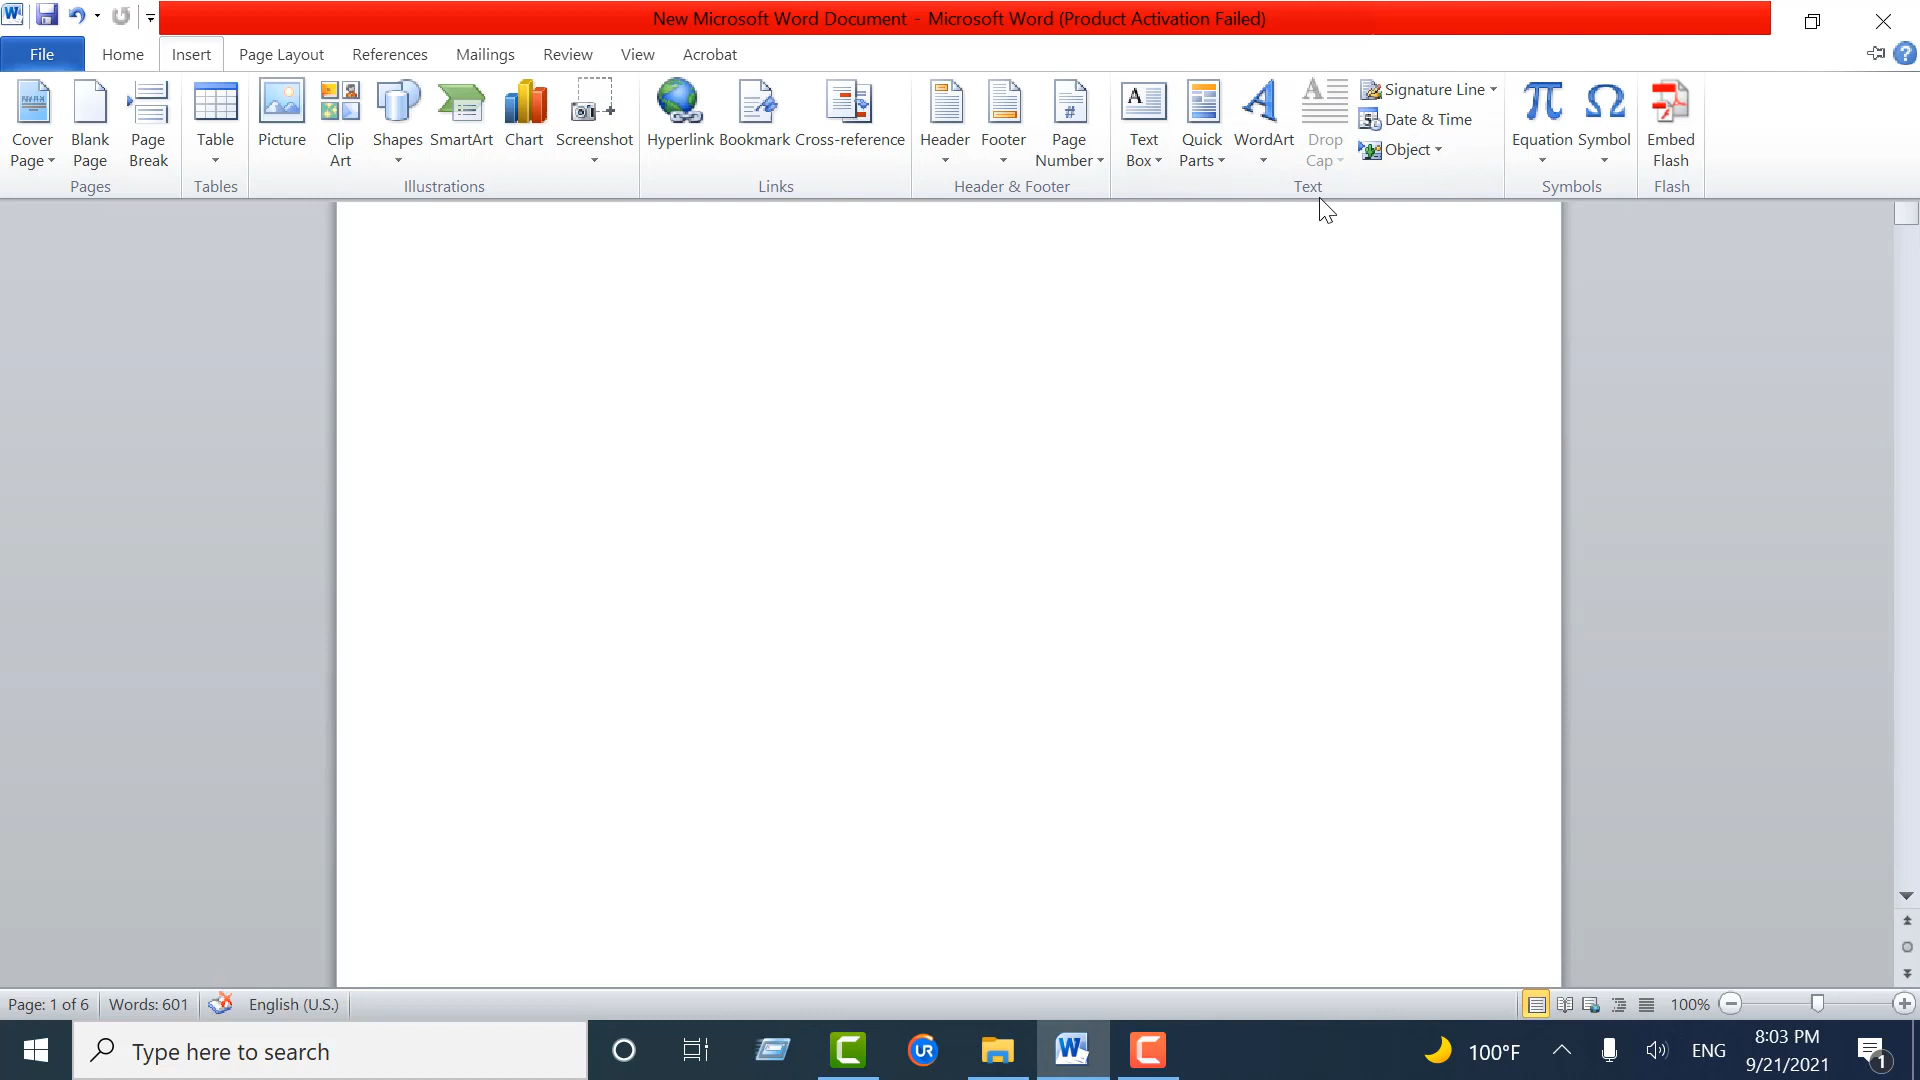 New Microsoft Word Document - Microsoft Word (Product Activation Failed)
File Home Insert Page Layout References Mailings Review View Acrobat
Cover Page
Blank Page
Page Break
Pages
Table
Tables
Picture
Clip Art
Shapes
SmartArt
Chart
Screenshot
Illustrations
Hyperlink
Bookmark
Cross-reference
Links
Header
Footer
Page Number
Header & Footer
Text Box
Quick Parts
WordArt
Drop Cap
Signature Line
Date & Time
Object
Text
Equation
Symbol
Symbols
Embed Flash
Flash
Page: 1 of 6 Words: 601 English (U.S.) 100%
Type here to search
UR
100°F
ENG
8:03 PM
9/21/2021
1